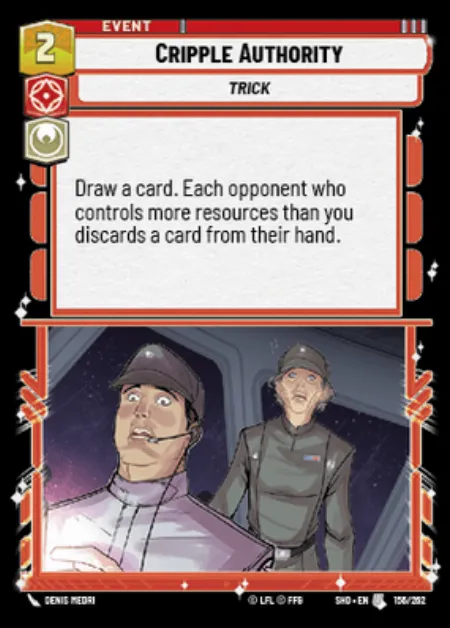 EVENT
2
CRIPPLE AUTHORITY
TRICK
Draw a card. Each opponent who
controls more resources than you
discards a card from their hand.
DENIS MEDRI
© LFL © FFG
SHD • EN
156/262